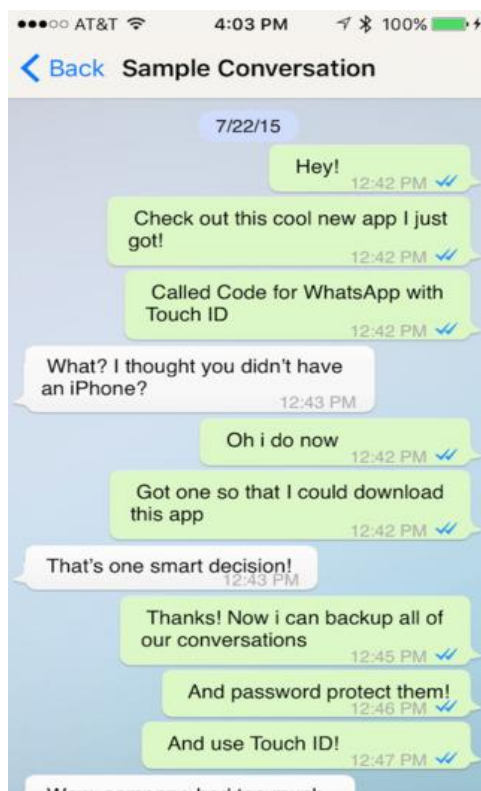 AT&T 4:03 PM 100%
Back Sample Conversation
7/22/15
Hey!
12:42 PM
Check out this cool new app I just
got!
12:42 PM
Called Code for WhatsApp with
Touch ID
12:42 PM
What? I thought you didn't have
an iPhone?
12:43 PM
Oh i do now
12:42 PM
Got one so that I could download
this app
12:42 PM
That's one smart decision!
12:43 PM
Thanks! Now i can backup all of
our conversations
12:45 PM
And password protect them!
12:46 PM
And use Touch ID!
12:47 PM